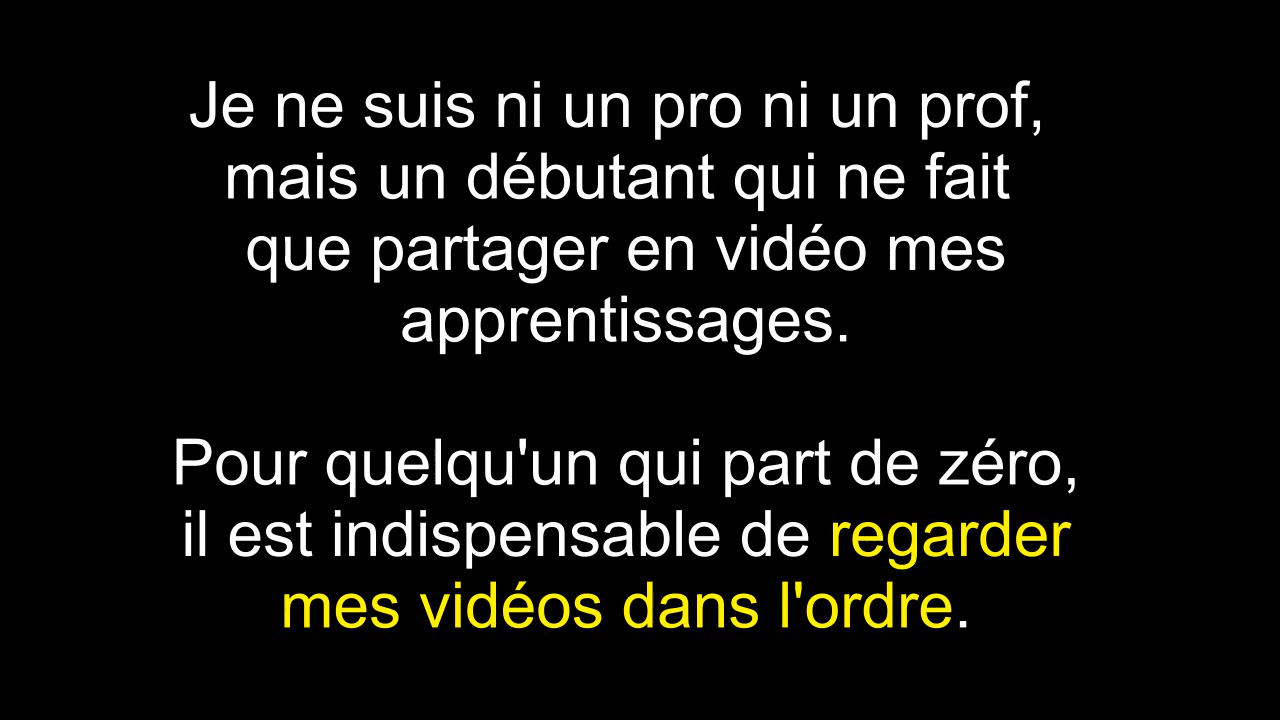 Je ne suis ni un pro ni un prof,
mais un débutant qui ne fait
que partager en vidéo mes
apprentissages.
Pour quelqu'un qui part de zéro,
il est indispensable de regarder
mes vidéos dans l'ordre.